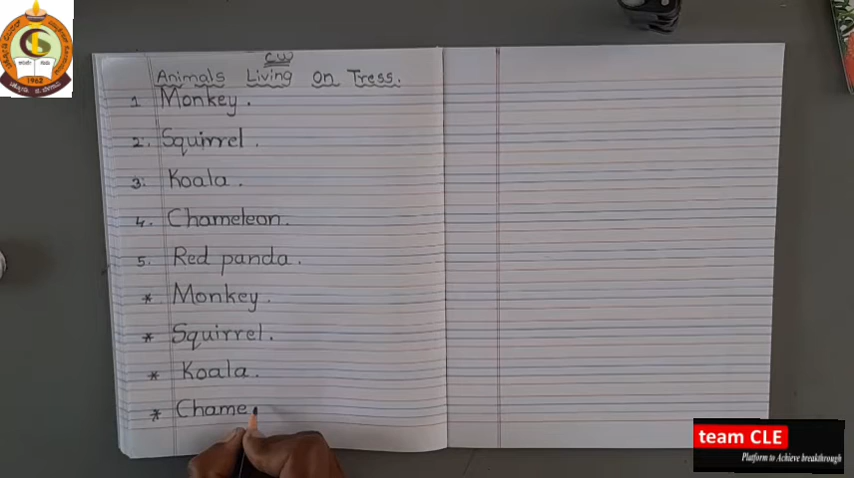 CW
Animals Living On Tress.
1 Monkey.
2. Squirrel.
3. Koala.
4. Chameleon.
5. Red panda.
* Monkey.
* Squirrel.
* Koala.
* Chame
1962
team CLE
Platform to Achieve breakthrough